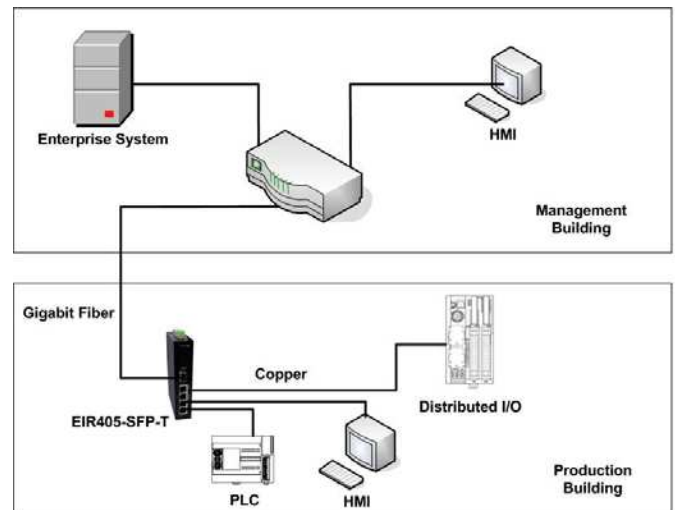 Enterprise System
HMI
Management
Building
Gigabit Fiber
Copper
EIR405-SFP-T
Distributed I/O
PLC
HMI
Production
Building